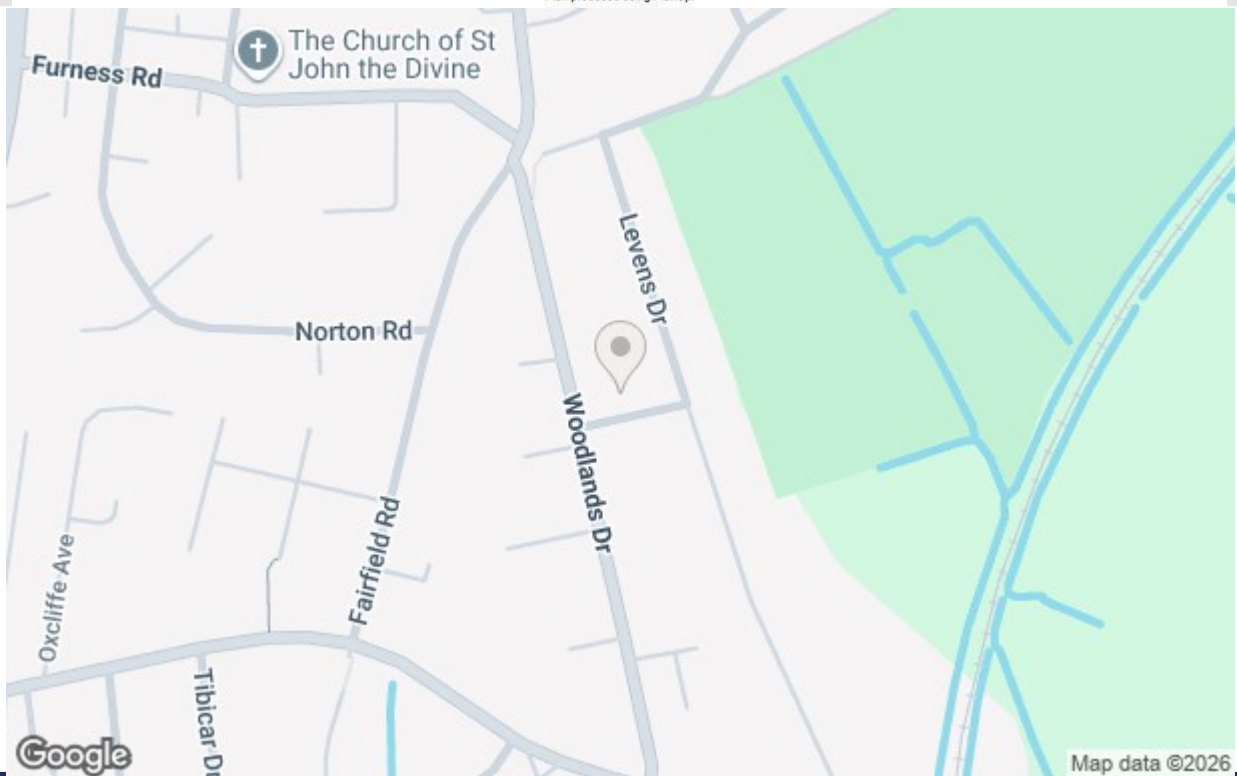 The Church of St
John the Divine
Furness Rd
Levens Dr
Norton Rd
Woodlands Dr
Fairfield Rd
Oxcliffe Ave
Tibicar Dr
Google
Map data ©2026